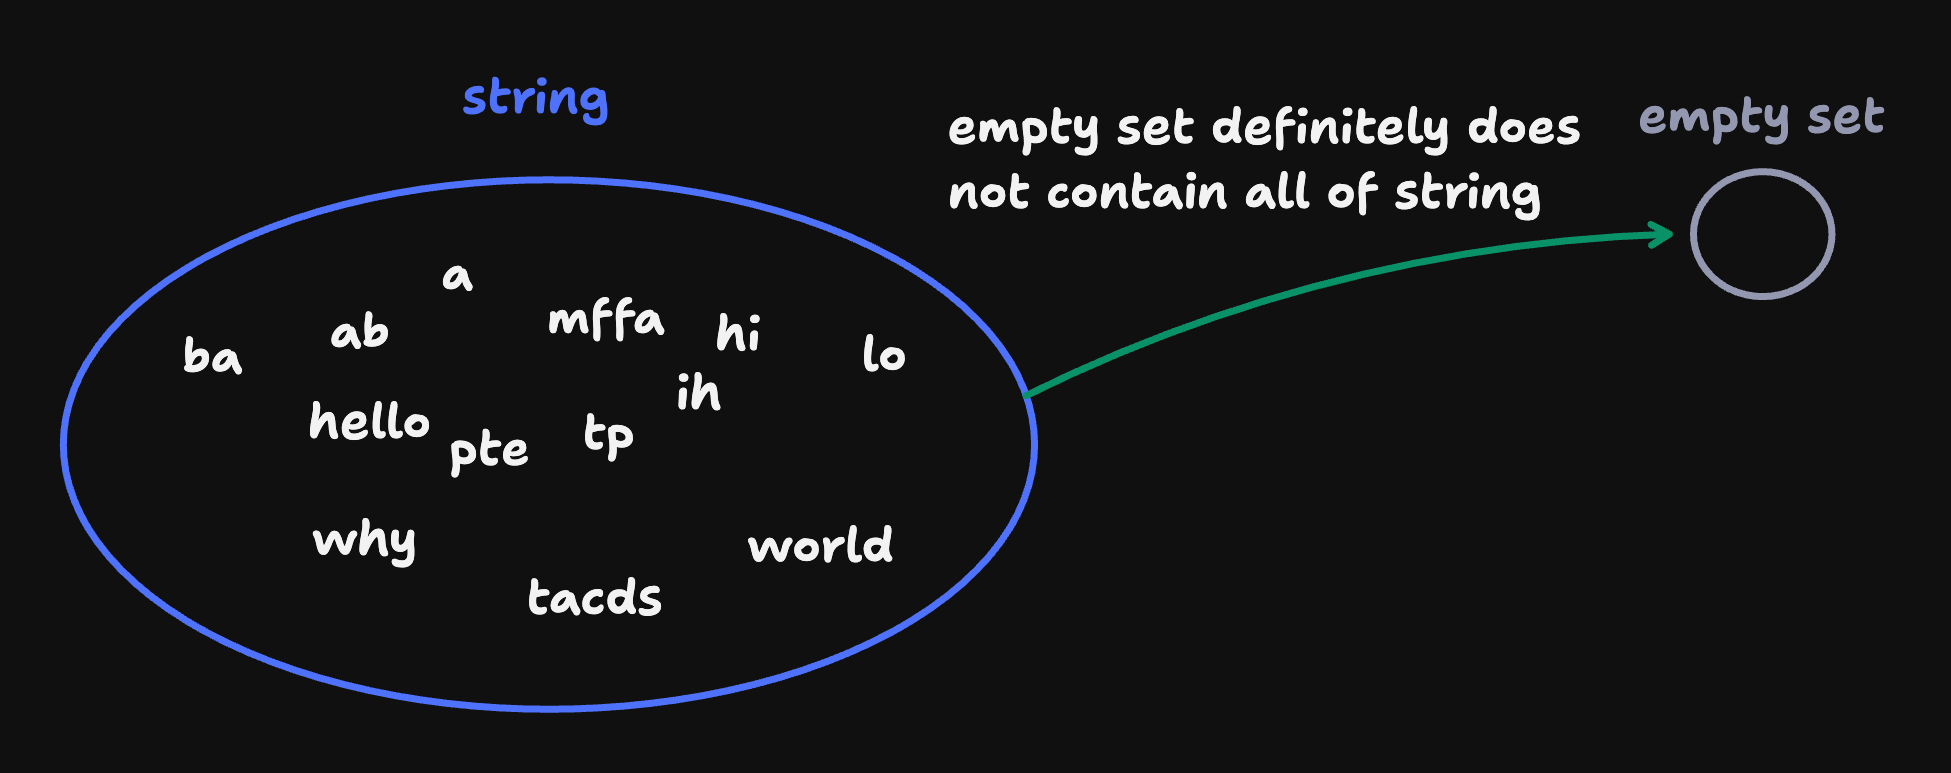 string
empty set definitely does
not contain all of string
empty set
a
mffa
hi
ab
ba
lo
ih
hello
pte
tp
why
world
tacds